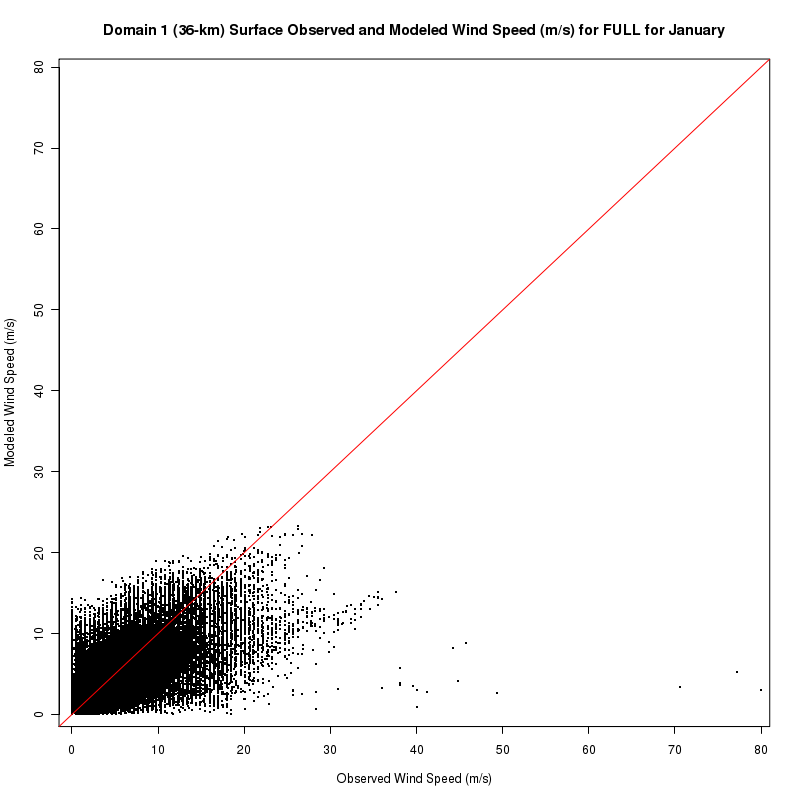 Domain 1 (36-km) Surface Observed and Modeled Wind Speed (m/s) for FULL for January
80
70
60
50
40
30
20
10
0
Modeled Wind Speed (m/s)
0 10 20 30 40 50 60 70 80
Observed Wind Speed (m/s)